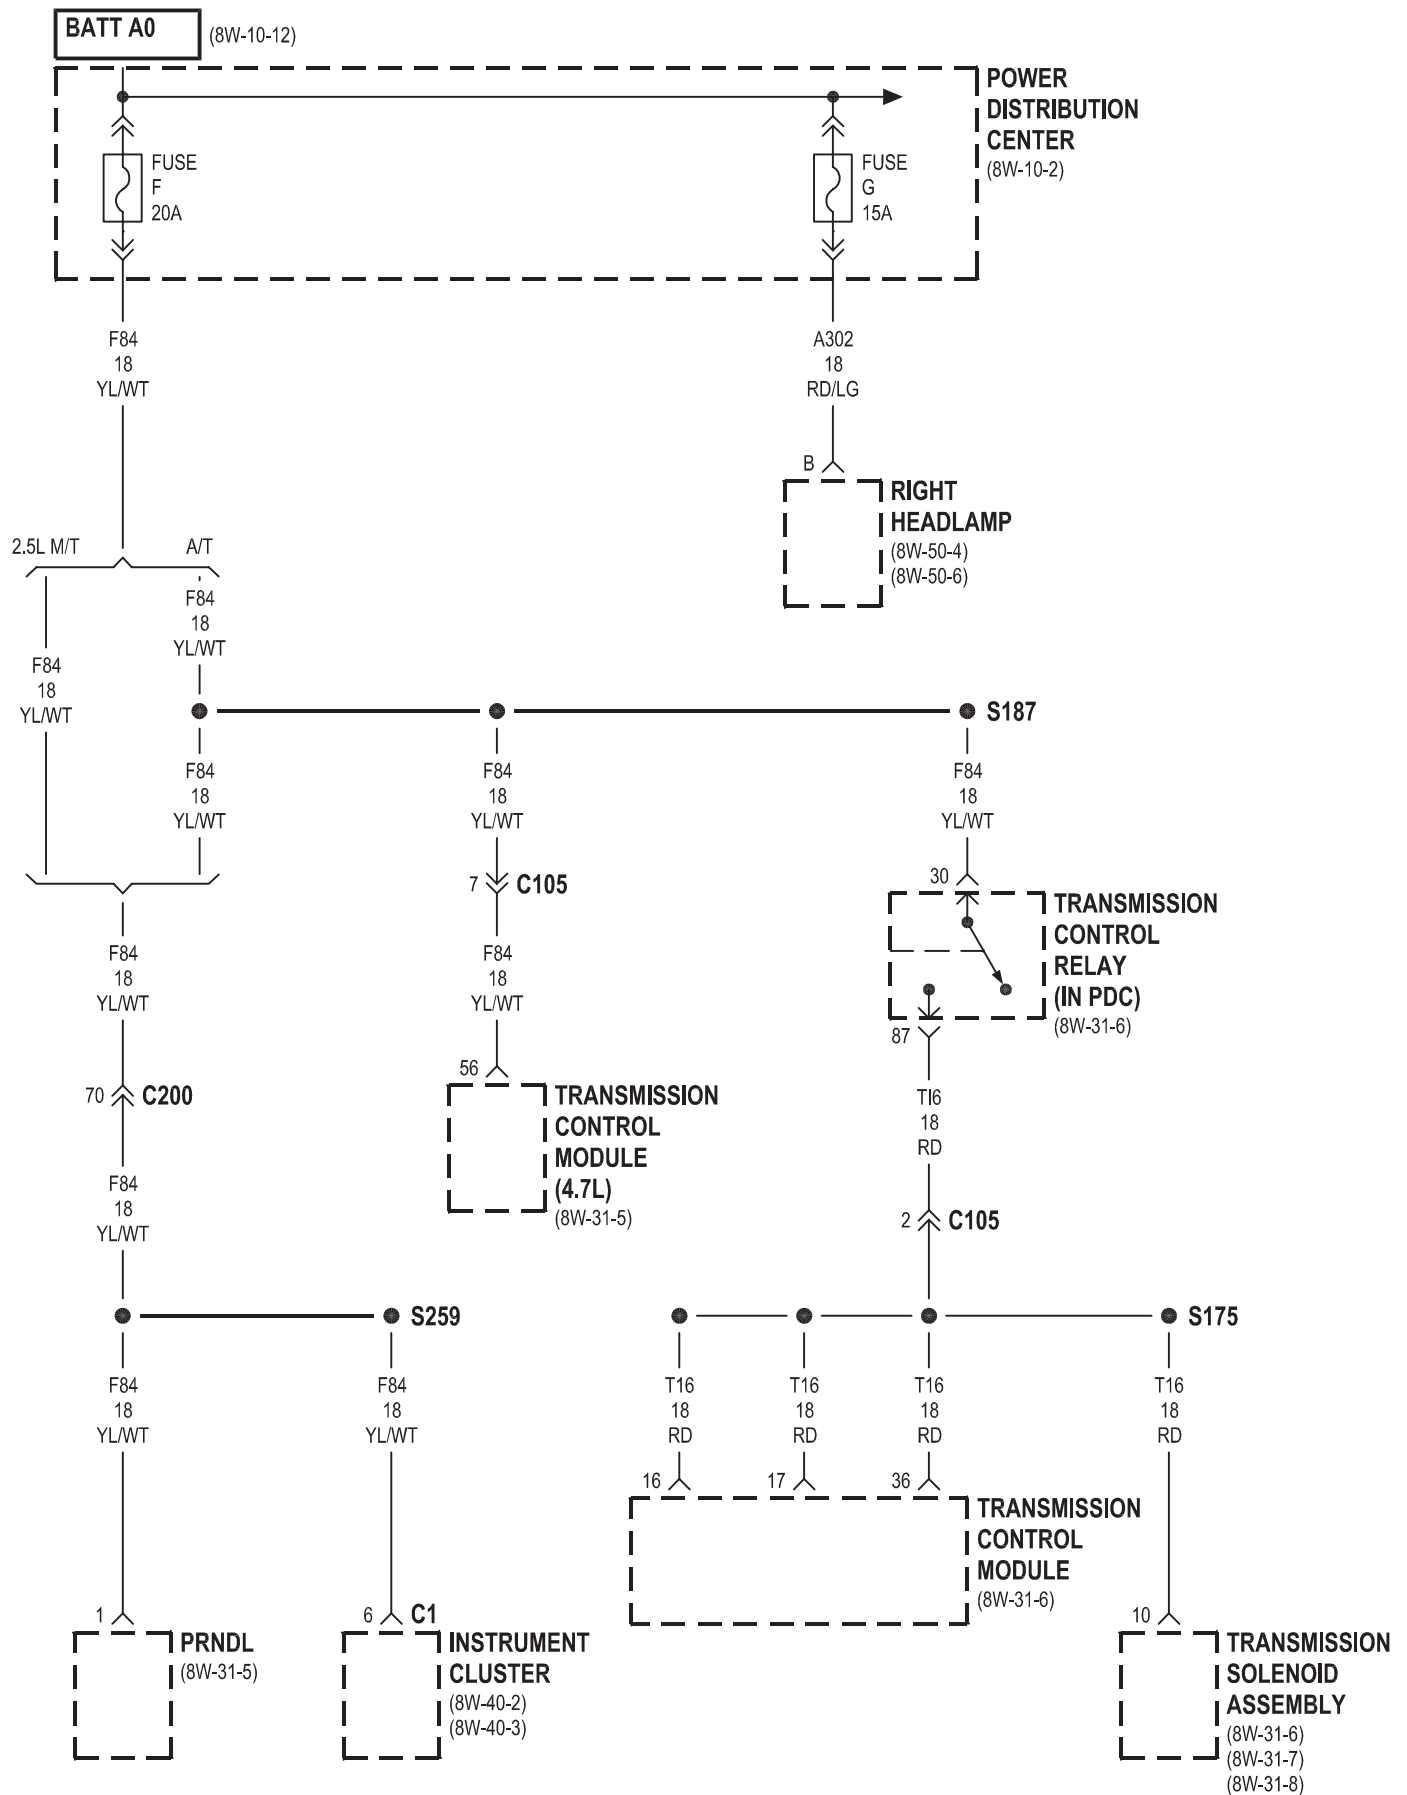 BATT A0
(8W-10-12)
POWER
DISTRIBUTION
CENTER
(8W-10-2)
FUSE
F
20A
FUSE
G
15A
F84
18
YL/WT
A302
18
RD/LG
B
RIGHT
HEADLAMP
(8W-50-4)
(8W-50-6)
2.5L M/T
A/T
F84
18
YL/WT
F84
18
YL/WT
S187
F84
18
YL/WT
F84
18
YL/WT
F84
18
YL/WT
7
C105
30
TRANSMISSION
CONTROL
RELAY
(IN PDC)
(8W-31-6)
87
F84
18
YL/WT
F84
18
YL/WT
70
C200
56
TRANSMISSION
CONTROL
MODULE
(4.7L)
(8W-31-5)
TI6
18
RD
2
C105
F84
18
YL/WT
S259
S175
F84
18
YL/WT
F84
18
YL/WT
T16
18
RD
T16
18
RD
T16
18
RD
T16
18
RD
16
17
36
TRANSMISSION
CONTROL
MODULE
(8W-31-6)
1
PRNDL
(8W-31-5)
6
C1
INSTRUMENT
CLUSTER
(8W-40-2)
(8W-40-3)
10
TRANSMISSION
SOLENOID
ASSEMBLY
(8W-31-6)
(8W-31-7)
(8W-31-8)